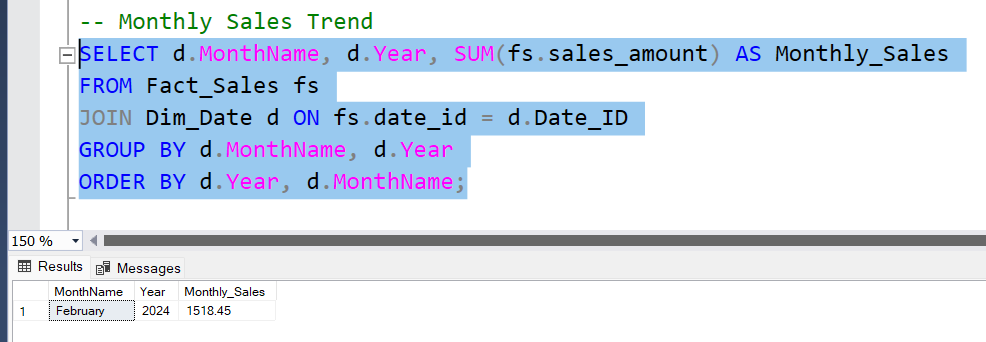 -- Monthly Sales Trend
SELECT d.MonthName, d.Year, SUM(fs.sales_amount) AS Monthly_Sales
FROM Fact_Sales fs
JOIN Dim_Date d ON fs.date_id = d.Date_ID
GROUP BY d.MonthName, d.Year
ORDER BY d.Year, d.MonthName;
150 %
Results Messages
MonthName Year Monthly_Sales
1 February 2024 1518.45